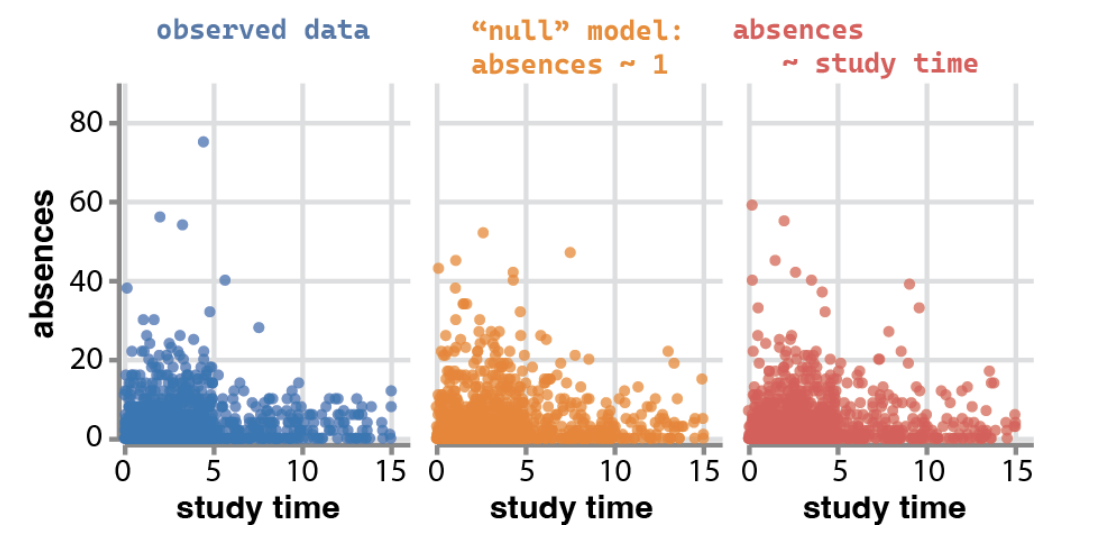 observed data
“null” model:
absences ~ 1
absences
~ study time
absences
80
60
40
20
0
0 5 10 15
0 5 10 15
0 5 10 15
study time
study time
study time